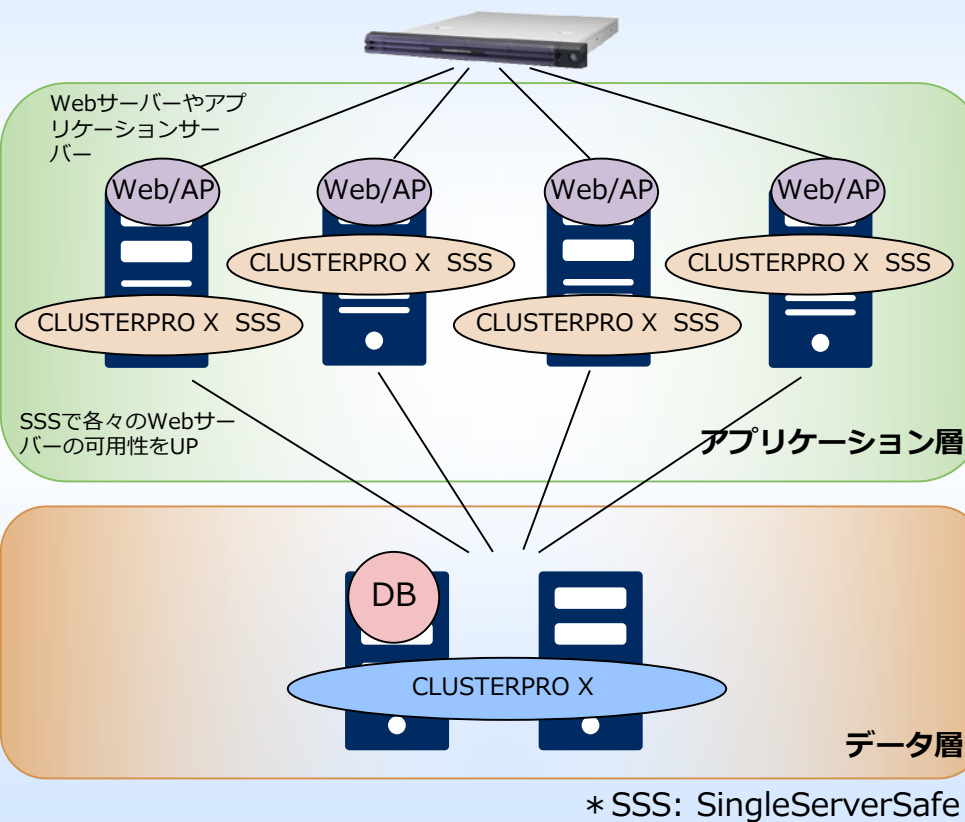 Webサーバーやアプ
リケーションサー
バー
Web/AP
Web/AP
Web/AP
Web/AP
CLUSTERPRO X SSS
CLUSTERPRO X SSS
CLUSTERPRO X SSS
CLUSTERPRO X SSS
SSSで各々のWebサー
バーの可用性をUP
アプリケーション層
DB
CLUSTERPRO X
データ層
＊SSS: SingleServerSafe